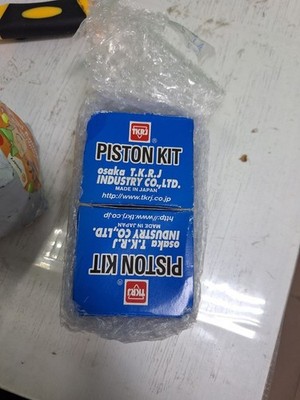 TKRJ
®
PISTON KIT
osaka T.K.R.J
INDUSTRY CO.,LTD.
MADE IN JAPAN
http://www.tkrj.co.jp
TKRJ
®
PISTON KIT
osaka T.K.R.J
INDUSTRY CO.,LTD.
MADE IN JAPAN
http://www.tkrj.co.jp